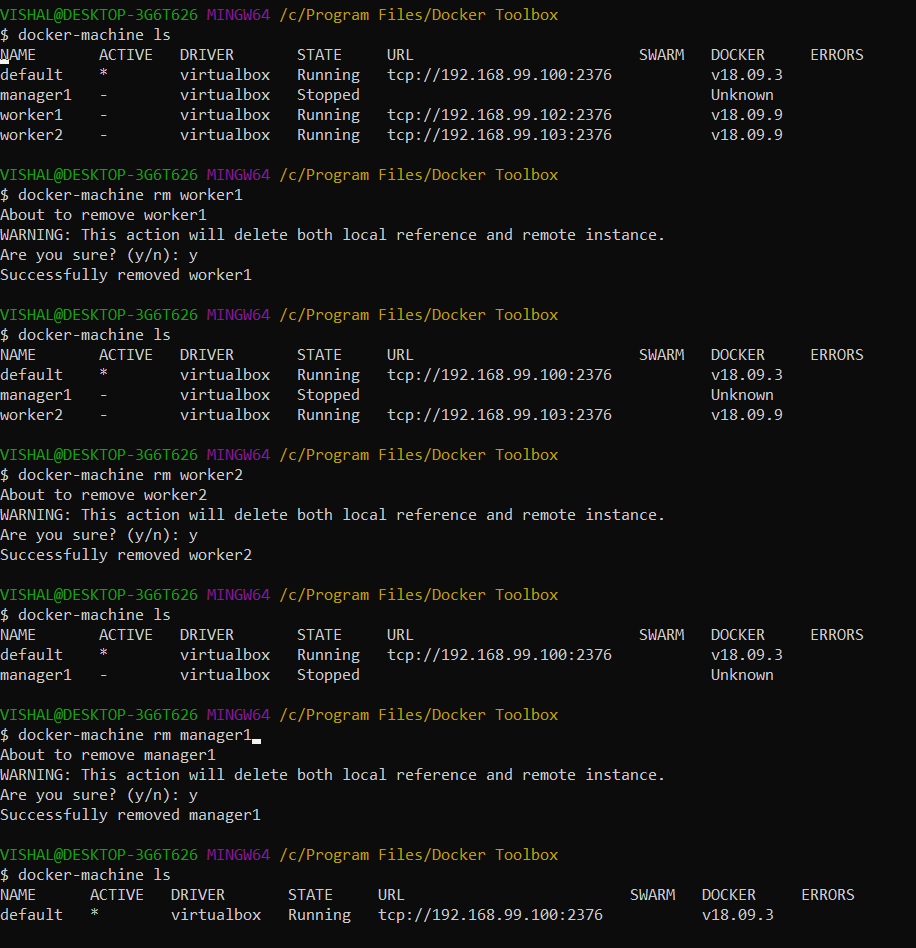 VISHAL@DESKTOP-3G6T626 MINGW64 /c/Program Files/Docker Toolbox
$ docker-machine ls
NAME       ACTIVE   DRIVER       STATE     URL                         SWARM   DOCKER     ERRORS
default    *        virtualbox   Running   tcp://192.168.99.100:2376           v18.09.3
manager1   -        virtualbox   Stopped                                       Unknown
worker1    -        virtualbox   Running   tcp://192.168.99.102:2376           v18.09.9
worker2    -        virtualbox   Running   tcp://192.168.99.103:2376           v18.09.9
VISHAL@DESKTOP-3G6T626 MINGW64 /c/Program Files/Docker Toolbox
$ docker-machine rm worker1
About to remove worker1
WARNING: This action will delete both local reference and remote instance.
Are you sure? (y/n): y
Successfully removed worker1
VISHAL@DESKTOP-3G6T626 MINGW64 /c/Program Files/Docker Toolbox
$ docker-machine ls
NAME       ACTIVE   DRIVER       STATE     URL                         SWARM   DOCKER     ERRORS
default    *        virtualbox   Running   tcp://192.168.99.100:2376           v18.09.3
manager1   -        virtualbox   Stopped                                       Unknown
worker2    -        virtualbox   Running   tcp://192.168.99.103:2376           v18.09.9
VISHAL@DESKTOP-3G6T626 MINGW64 /c/Program Files/Docker Toolbox
$ docker-machine rm worker2
About to remove worker2
WARNING: This action will delete both local reference and remote instance.
Are you sure? (y/n): y
Successfully removed worker2
VISHAL@DESKTOP-3G6T626 MINGW64 /c/Program Files/Docker Toolbox
$ docker-machine ls
NAME       ACTIVE   DRIVER       STATE     URL                         SWARM   DOCKER     ERRORS
default    *        virtualbox   Running   tcp://192.168.99.100:2376           v18.09.3
manager1   -        virtualbox   Stopped                                       Unknown
VISHAL@DESKTOP-3G6T626 MINGW64 /c/Program Files/Docker Toolbox
$ docker-machine rm manager1
About to remove manager1
WARNING: This action will delete both local reference and remote instance.
Are you sure? (y/n): y
Successfully removed manager1
VISHAL@DESKTOP-3G6T626 MINGW64 /c/Program Files/Docker Toolbox
$ docker-machine ls
NAME      ACTIVE   DRIVER       STATE     URL                         SWARM   DOCKER     ERRORS
default   *        virtualbox   Running   tcp://192.168.99.100:2376           v18.09.3